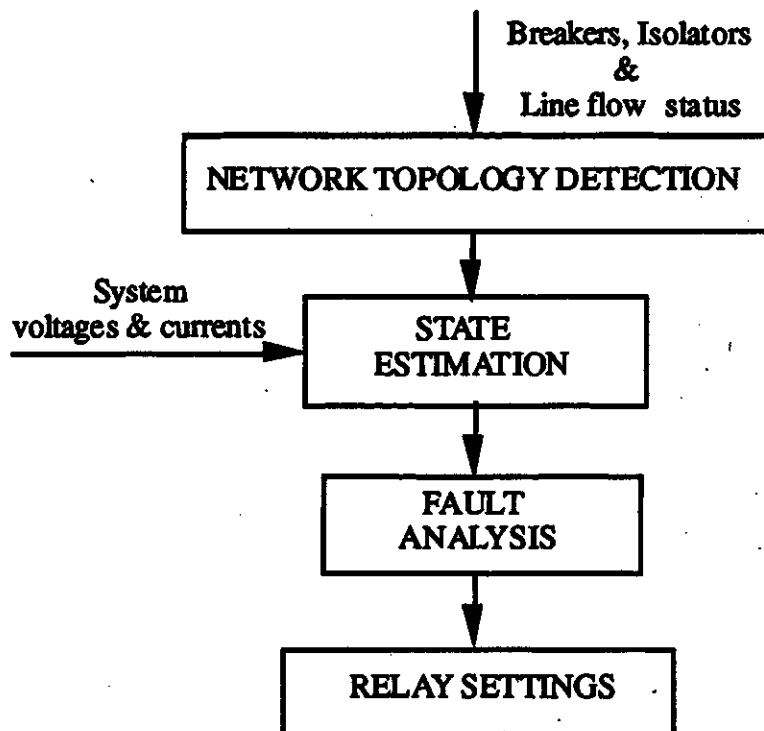 Breakers, Isolators
&
Line flow status
NETWORK TOPOLOGY DETECTION
System
voltages & currents
STATE
ESTIMATION
FAULT
ANALYSIS
RELAY SETTINGS